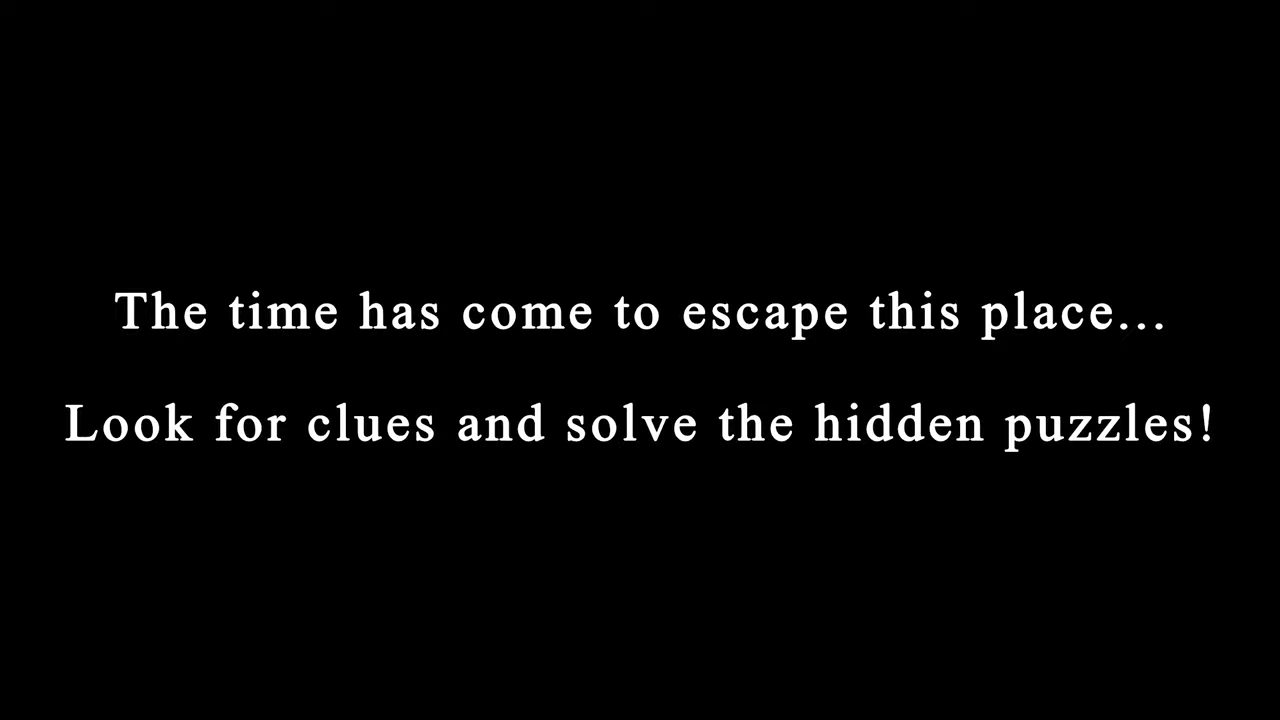 The time has come to escape this place...
Look for clues and solve the hidden puzzles!